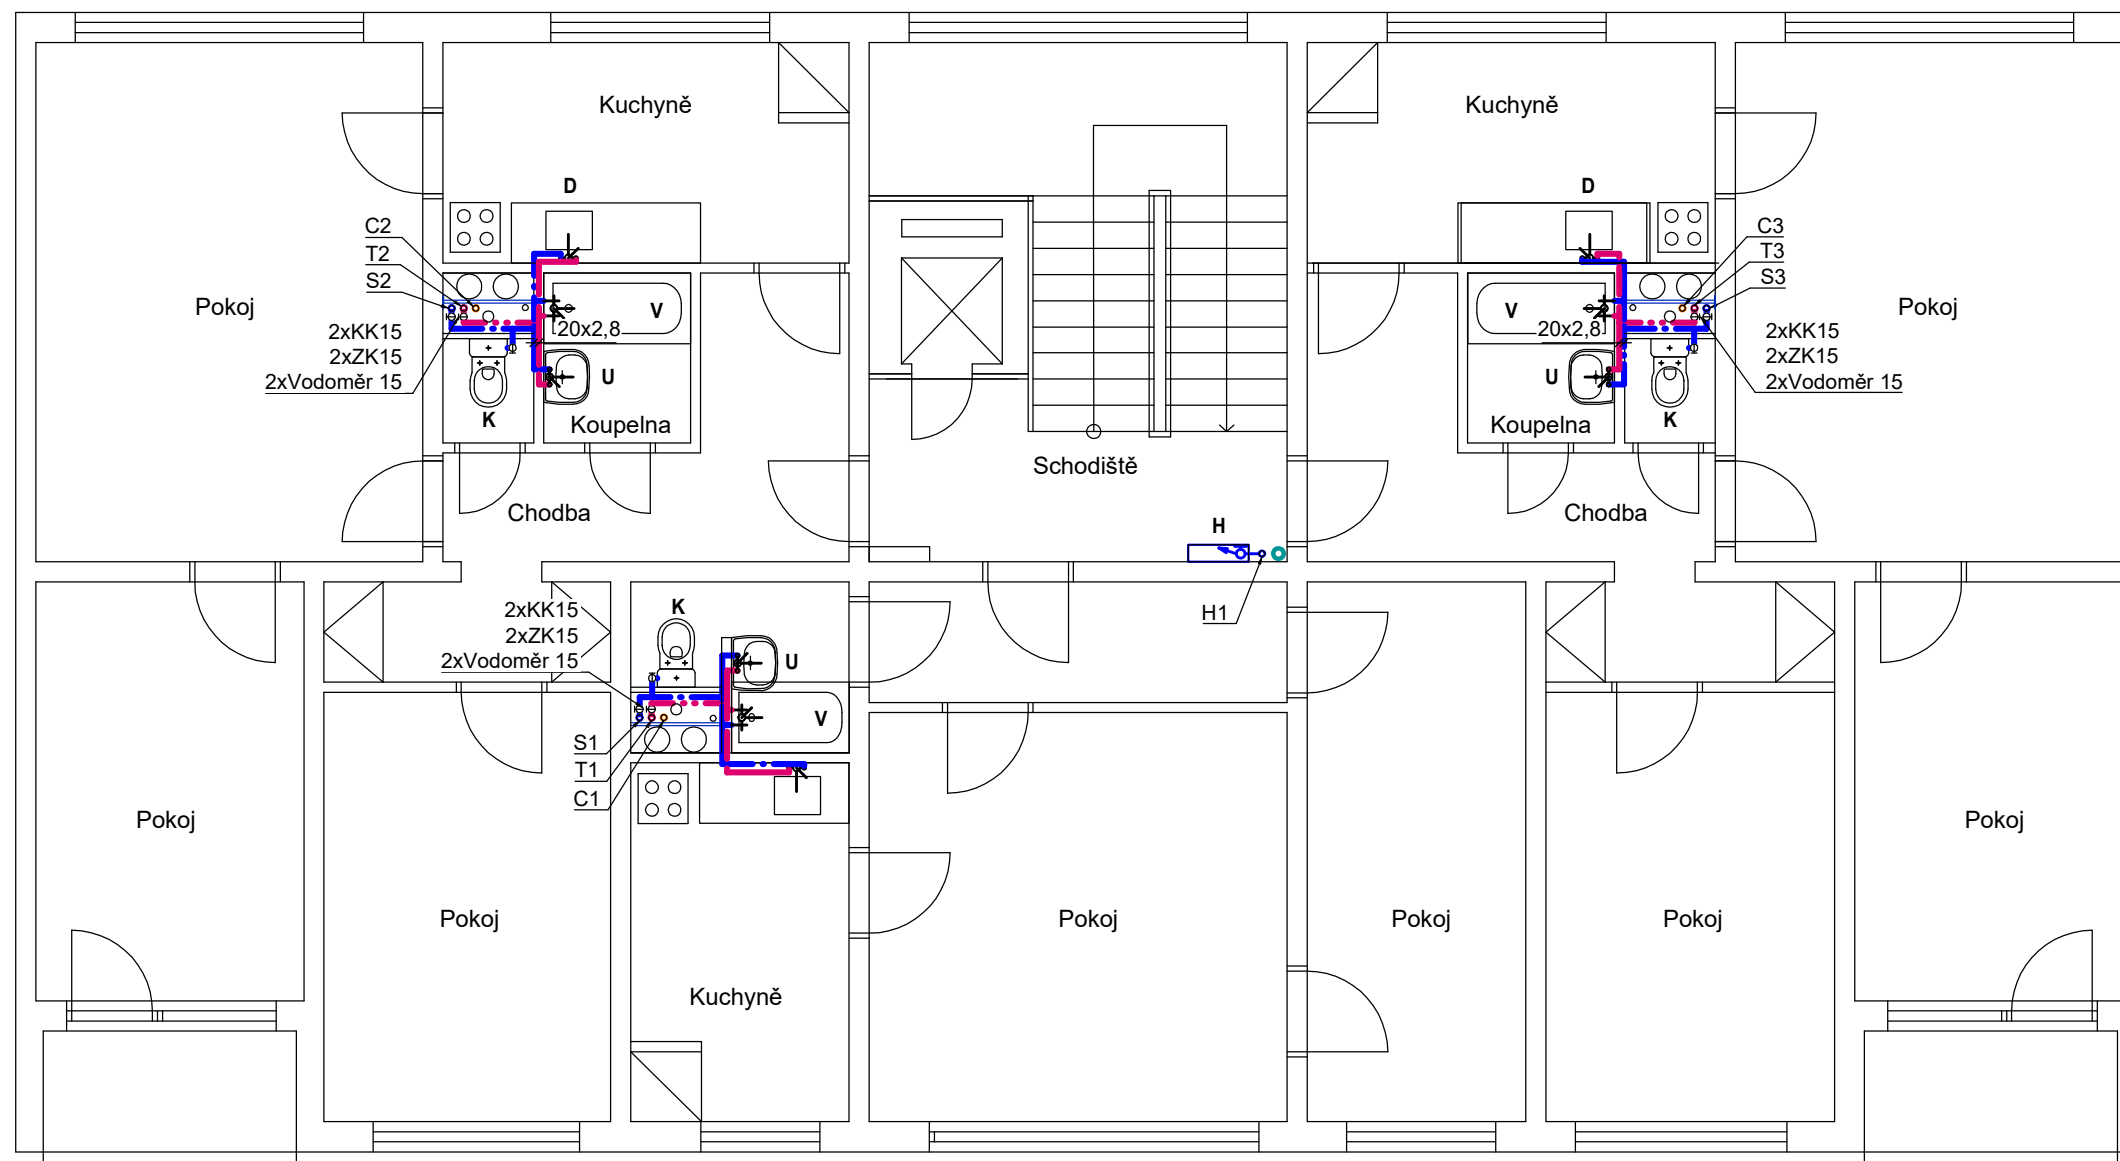 Kuchyně
Kuchyně
D
D
C2
T2
S2
C3
T3
S3
Pokoj
V
V
Pokoj
20x2,8
20x2,8
2xKK15
2xZK15
2xVodoměr 15
2xKK15
2xZK15
2xVodoměr 15
U
U
K
K
Koupelna
Koupelna
Schodiště
Chodba
Chodba
H
H1
2xKK15
2xZK15
2xVodoměr 15
K
U
V
S1
T1
C1
Pokoj
Pokoj
Pokoj
Pokoj
Pokoj
Pokoj
Kuchyně